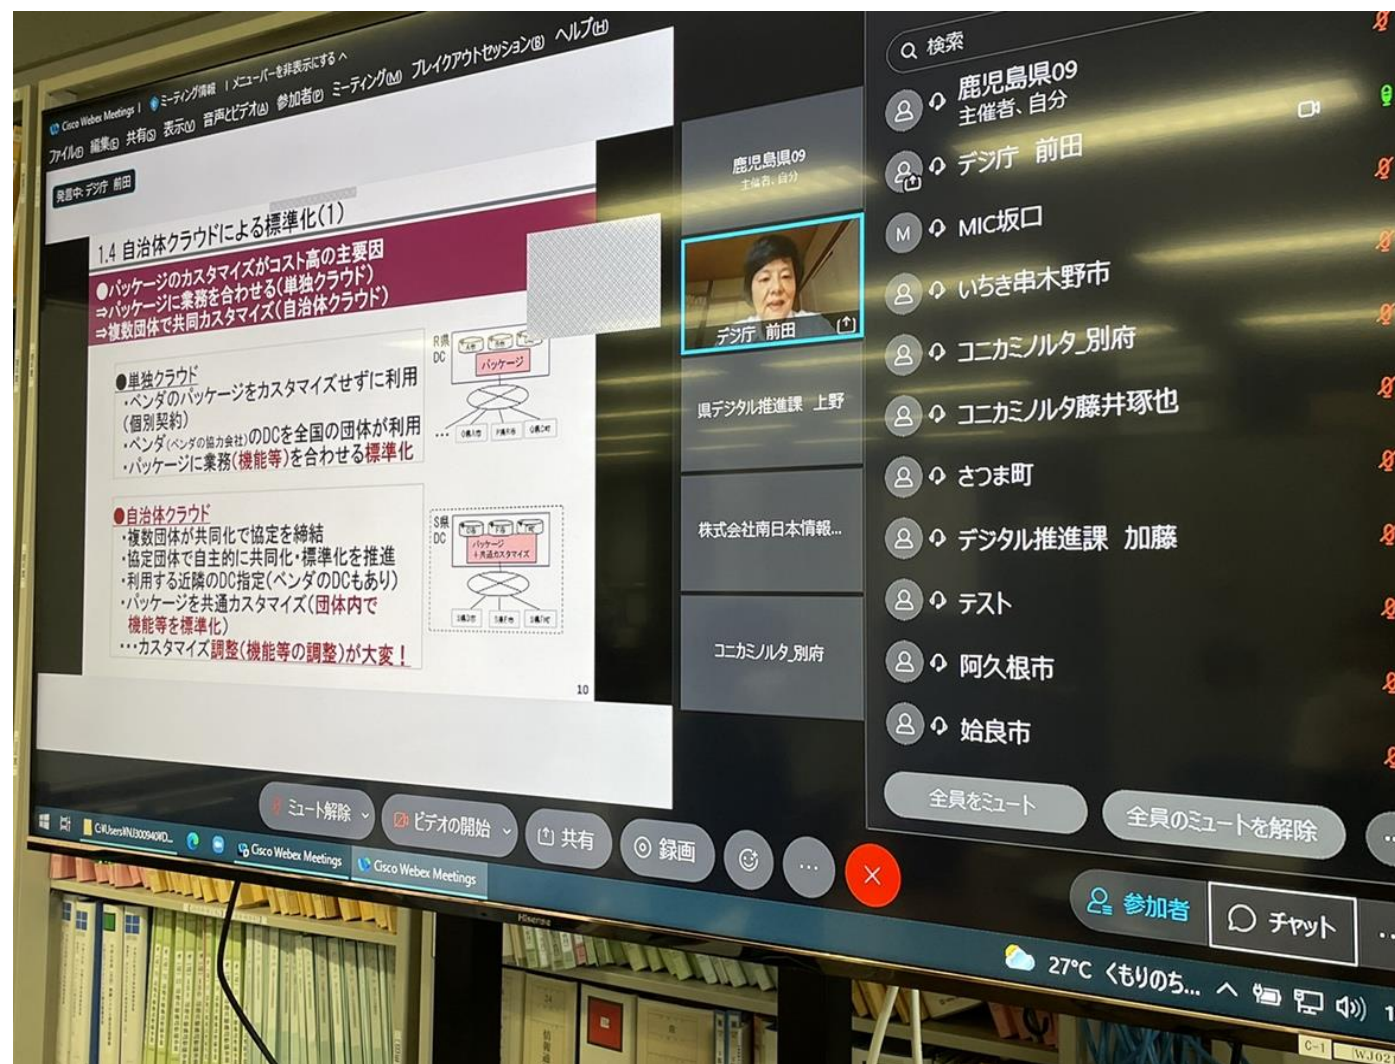 Cisco Webex Meetings | ミーティング情報 | メニューバーを非表示にする ^
ファイル(F) 編集(E) 共有(S) 表示(V) 音声とビデオ(A) 参加者(P) ミーティング(M) ブレイクアウトセッション(B) ヘルプ(H)
発言中: デジ庁 前田
1.4 自治体クラウドによる標準化(1)
●パッケージのカスタマイズがコスト高の主要因
⇒パッケージに業務を合わせる(単独クラウド)
⇒複数団体で共同カスタマイズ(自治体クラウド)
●単独クラウド
・ベンダのパッケージをカスタマイズせずに利用
(個別契約)
・ベンダ(ベンダの協力会社)のDCを全国の団体が利用
・パッケージに業務(機能等)を合わせる標準化
R県
DC
パッケージ
…
●自治体クラウド
・複数団体が共同化で協定を締結
・協定団体で自主的に共同化・標準化を推進
・利用する近隣のDC指定(ベンダのDCもあり)
・パッケージを共通カスタマイズ(団体内で
機能等を標準化)
…カスタマイズ調整(機能等の調整)が大変！
S県
DC
パッケージ
+共通カスタマイズ
10
鹿児島県09
主催者、自分
デジ庁 前田
県デジタル推進課 上野
株式会社南日本情報...
コニカミノルタ_別府
検索
鹿児島県09
主催者、自分
デジ庁 前田
M MIC坂口
いちき串木野市
コニカミノルタ_別府
コニカミノルタ藤井琢也
さつま町
デジタル推進課 加藤
テスト
阿久根市
姶良市
全員をミュート
全員のミュートを解除
ミュート解除
ビデオの開始
共有
録画
参加者
チャット
C:\Users\NJ300940\D...
Cisco Webex Meetings
Cisco Webex Meetings
27°C くもりのち...
Hisense
C-1